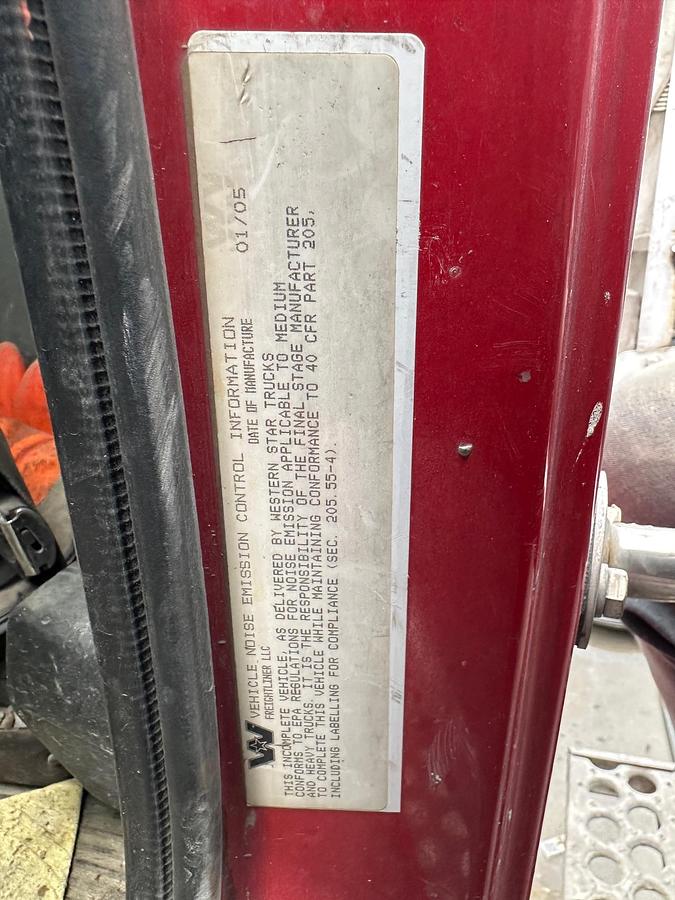 VEHICLE NOISE EMISSION CONTROL INFORMATION
FREIGHTLINER LLC DATE OF MANUFACTURE 01/05
THIS INCOMPLETE VEHICLE, AS DELIVERED BY WESTERN STAR TRUCKS
CONFORMS TO EPA REGULATIONS FOR NOISE EMISSION APPLICABLE TO MEDIUM
AND HEAVY TRUCKS. IT IS THE RESPONSIBILITY OF THE FINAL STAGE MANUFACTURER
TO COMPLETE THIS VEHICLE WHILE MAINTAINING CONFORMANCE TO 40 CFR PART 205,
INCLUDING LABELLING FOR COMPLIANCE (SEC. 205.55-4).